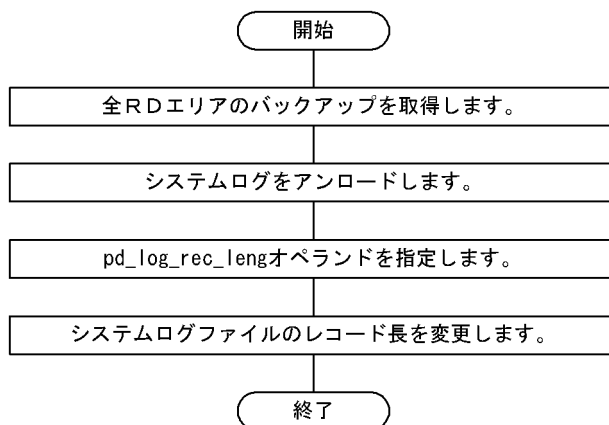 開始
全ＲＤエリアのバックアップを取得します。
システムログをアンロードします。
pd_log_rec_lengオペランドを指定します。
システムログファイルのレコード長を変更します。
終了